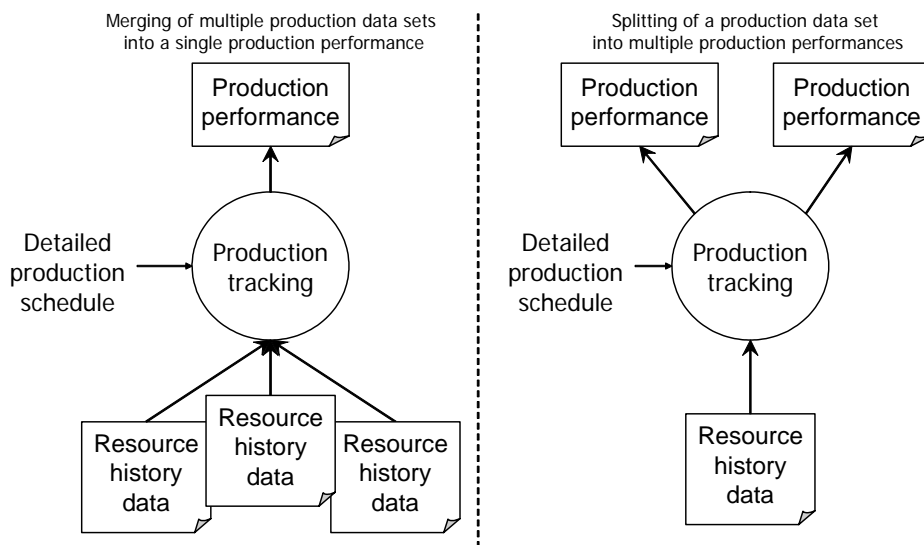 Merging of multiple production data sets
into a single production performance
Production
performance
Detailed
production
schedule
Production
tracking
Resource
history
data
Resource
history
data
Resource
history
data
Splitting of a production data set
into multiple production performances
Production
performance
Production
performance
Detailed
production
schedule
Production
tracking
Resource
history
data